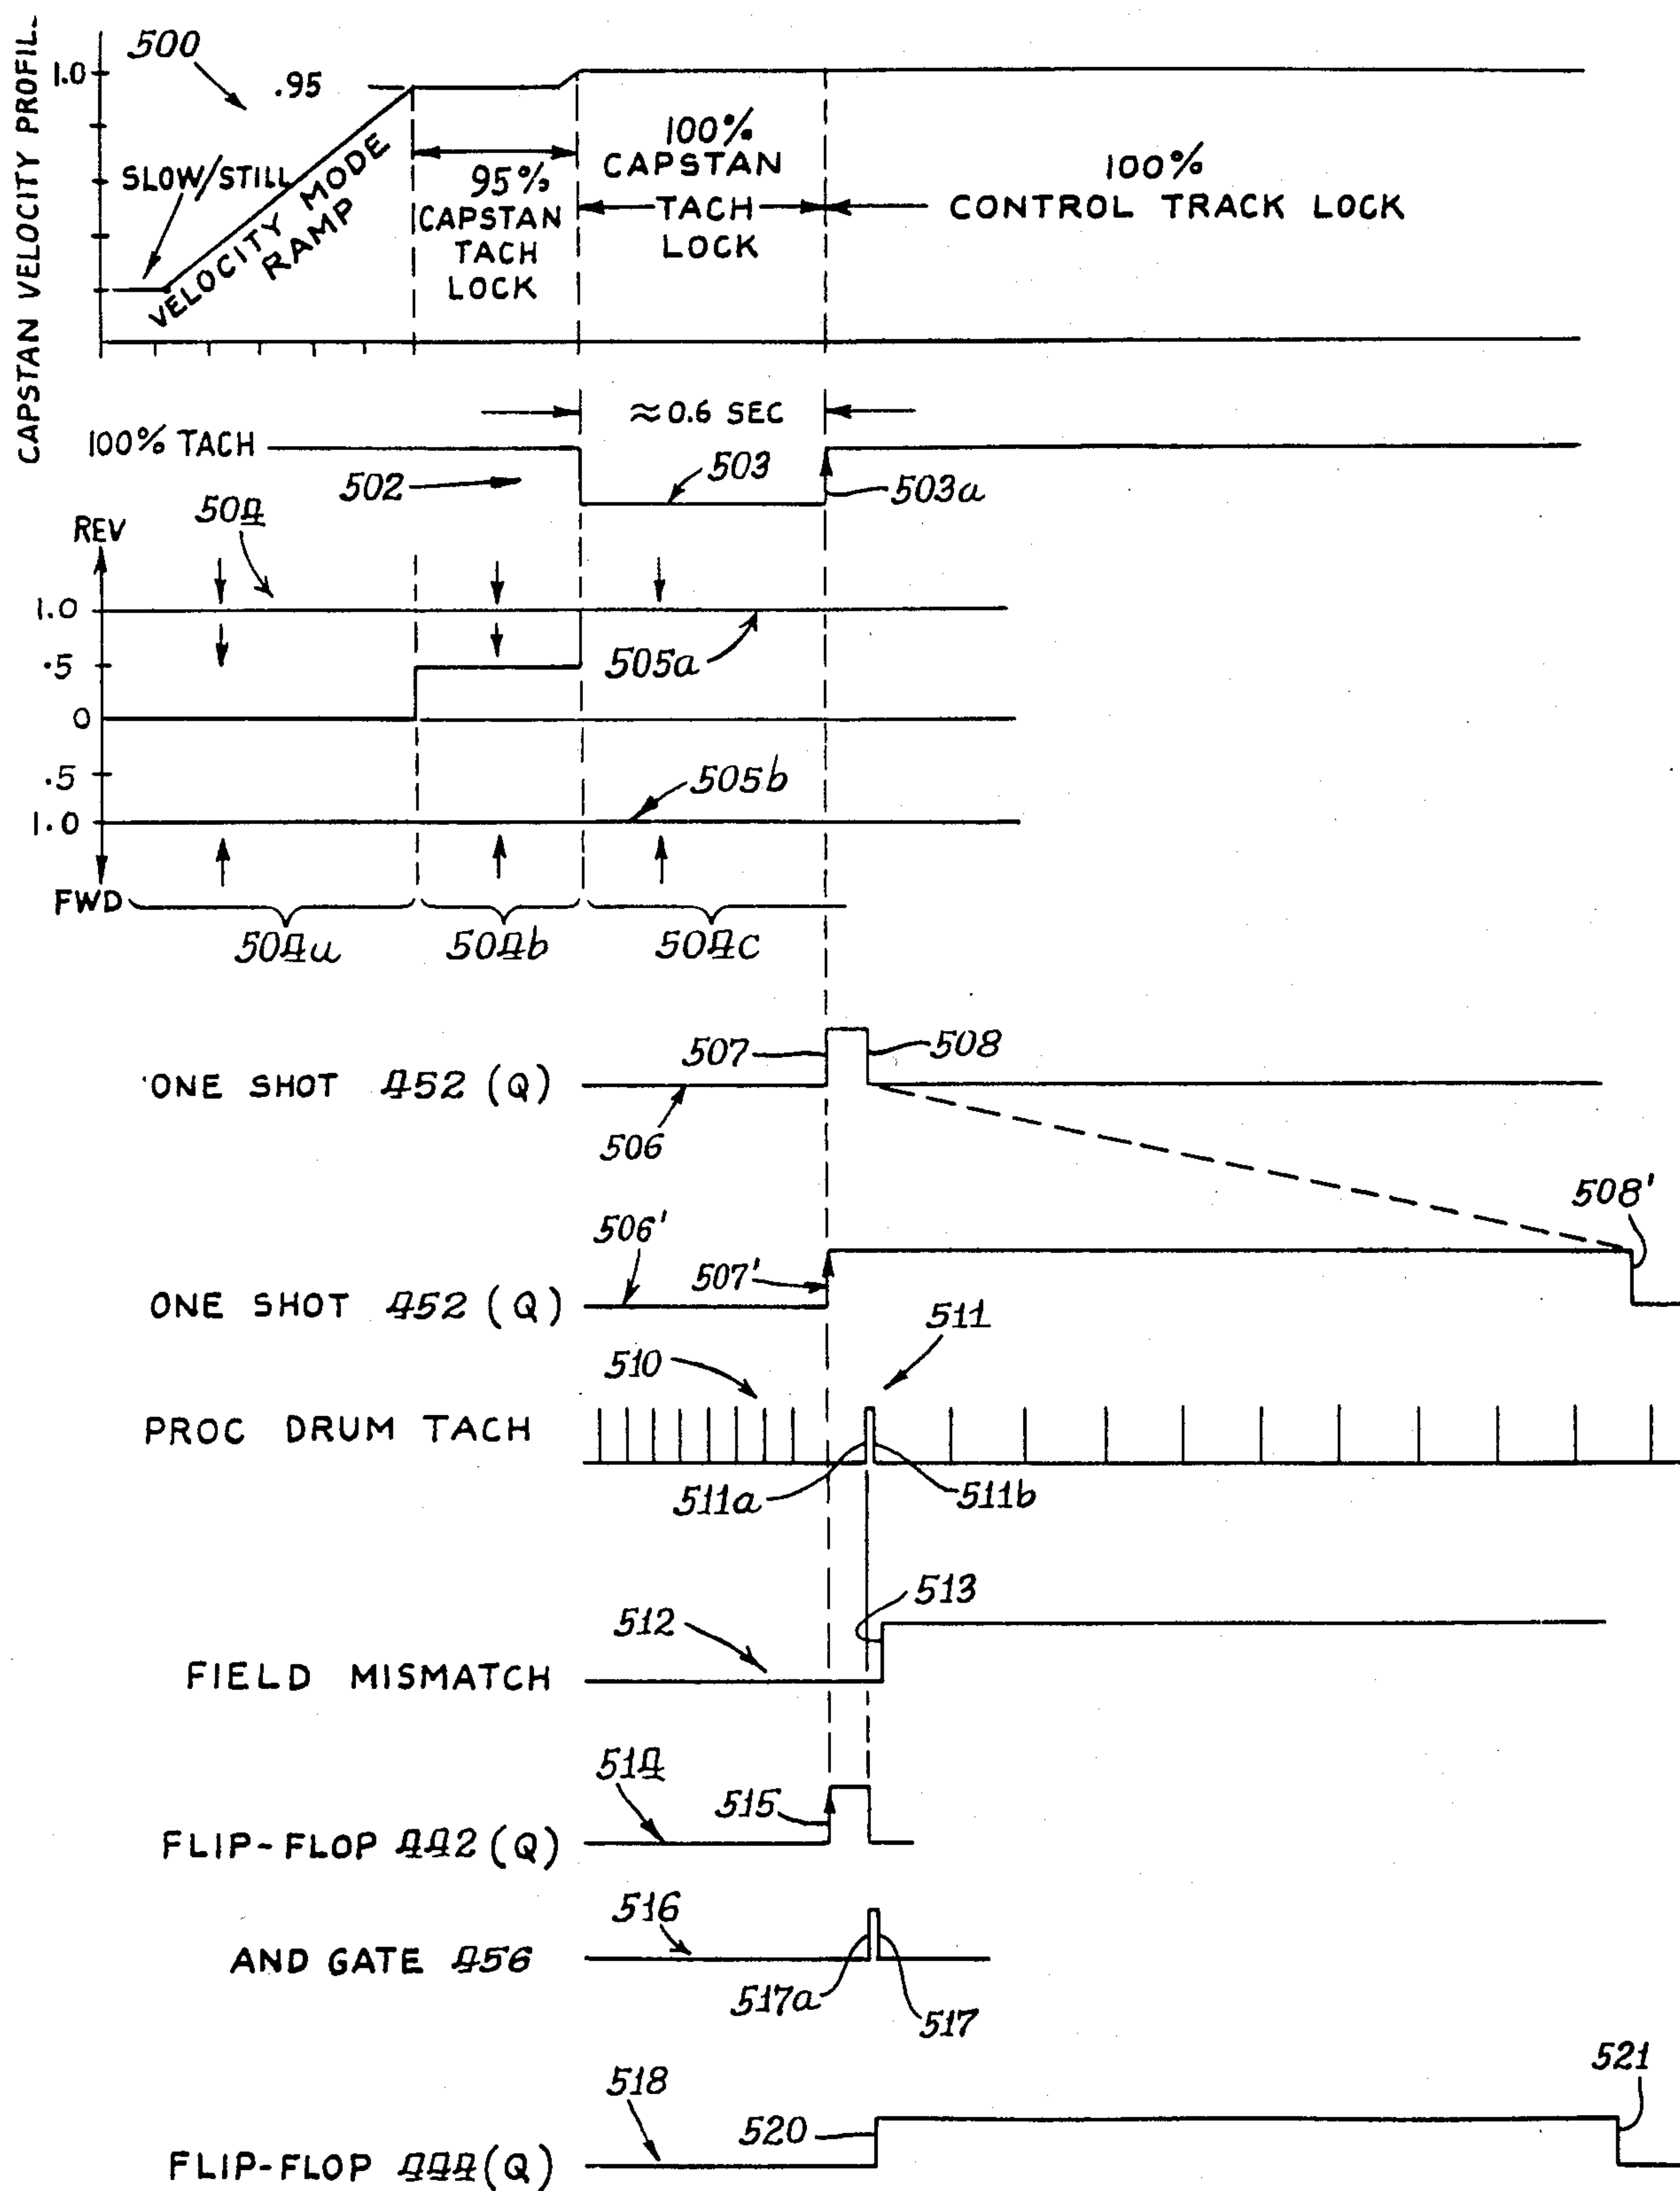 CAPSTAN VELOCITY PROFIL.
500
1.0
.95
SLOW/STILL
VELOCITY MODE
RAMP
95%
CAPSTAN
TACH
LOCK
100%
CAPSTAN
TACH
LOCK
100%
CONTROL TRACK LOCK
≈0.6 SEC
100% TACH
502
503
503a
504
REV
1.0
.5
0
.5
1.0
FWD
505a
505b
504a
504b
504c
507
508
ONE SHOT 452 (Q)
506
508'
506'
507'
ONE SHOT 452 (Q)
511
510
PROC DRUM TACH
511a
511b
513
512
FIELD MISMATCH
514
515
FLIP-FLOP 442 (Q)
516
AND GATE 456
517a
517
521
518
520
FLIP-FLOP 444 (Q)